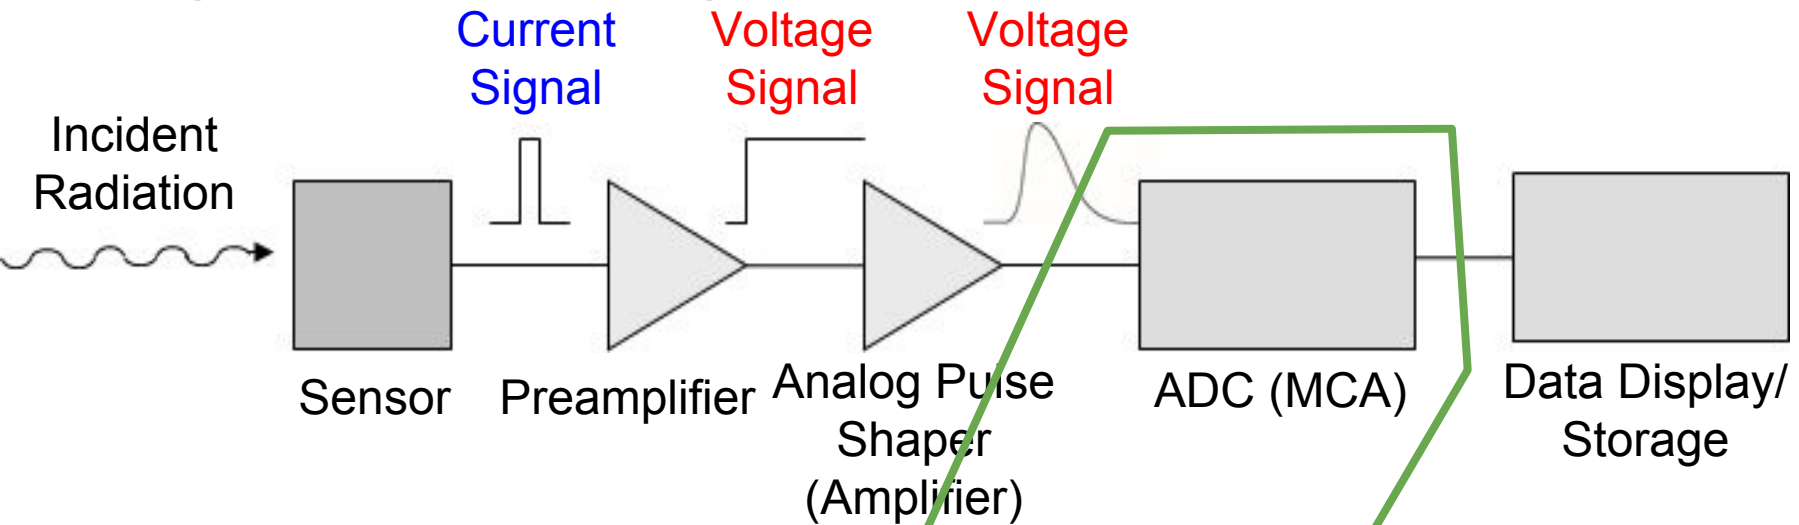 Current
Signal
Voltage
Signal
Voltage
Signal
Incident
Radiation
Sensor
Preamplifier
Analog Pulse
Shaper
(Amplifier)
ADC (MCA)
Data Display/
Storage